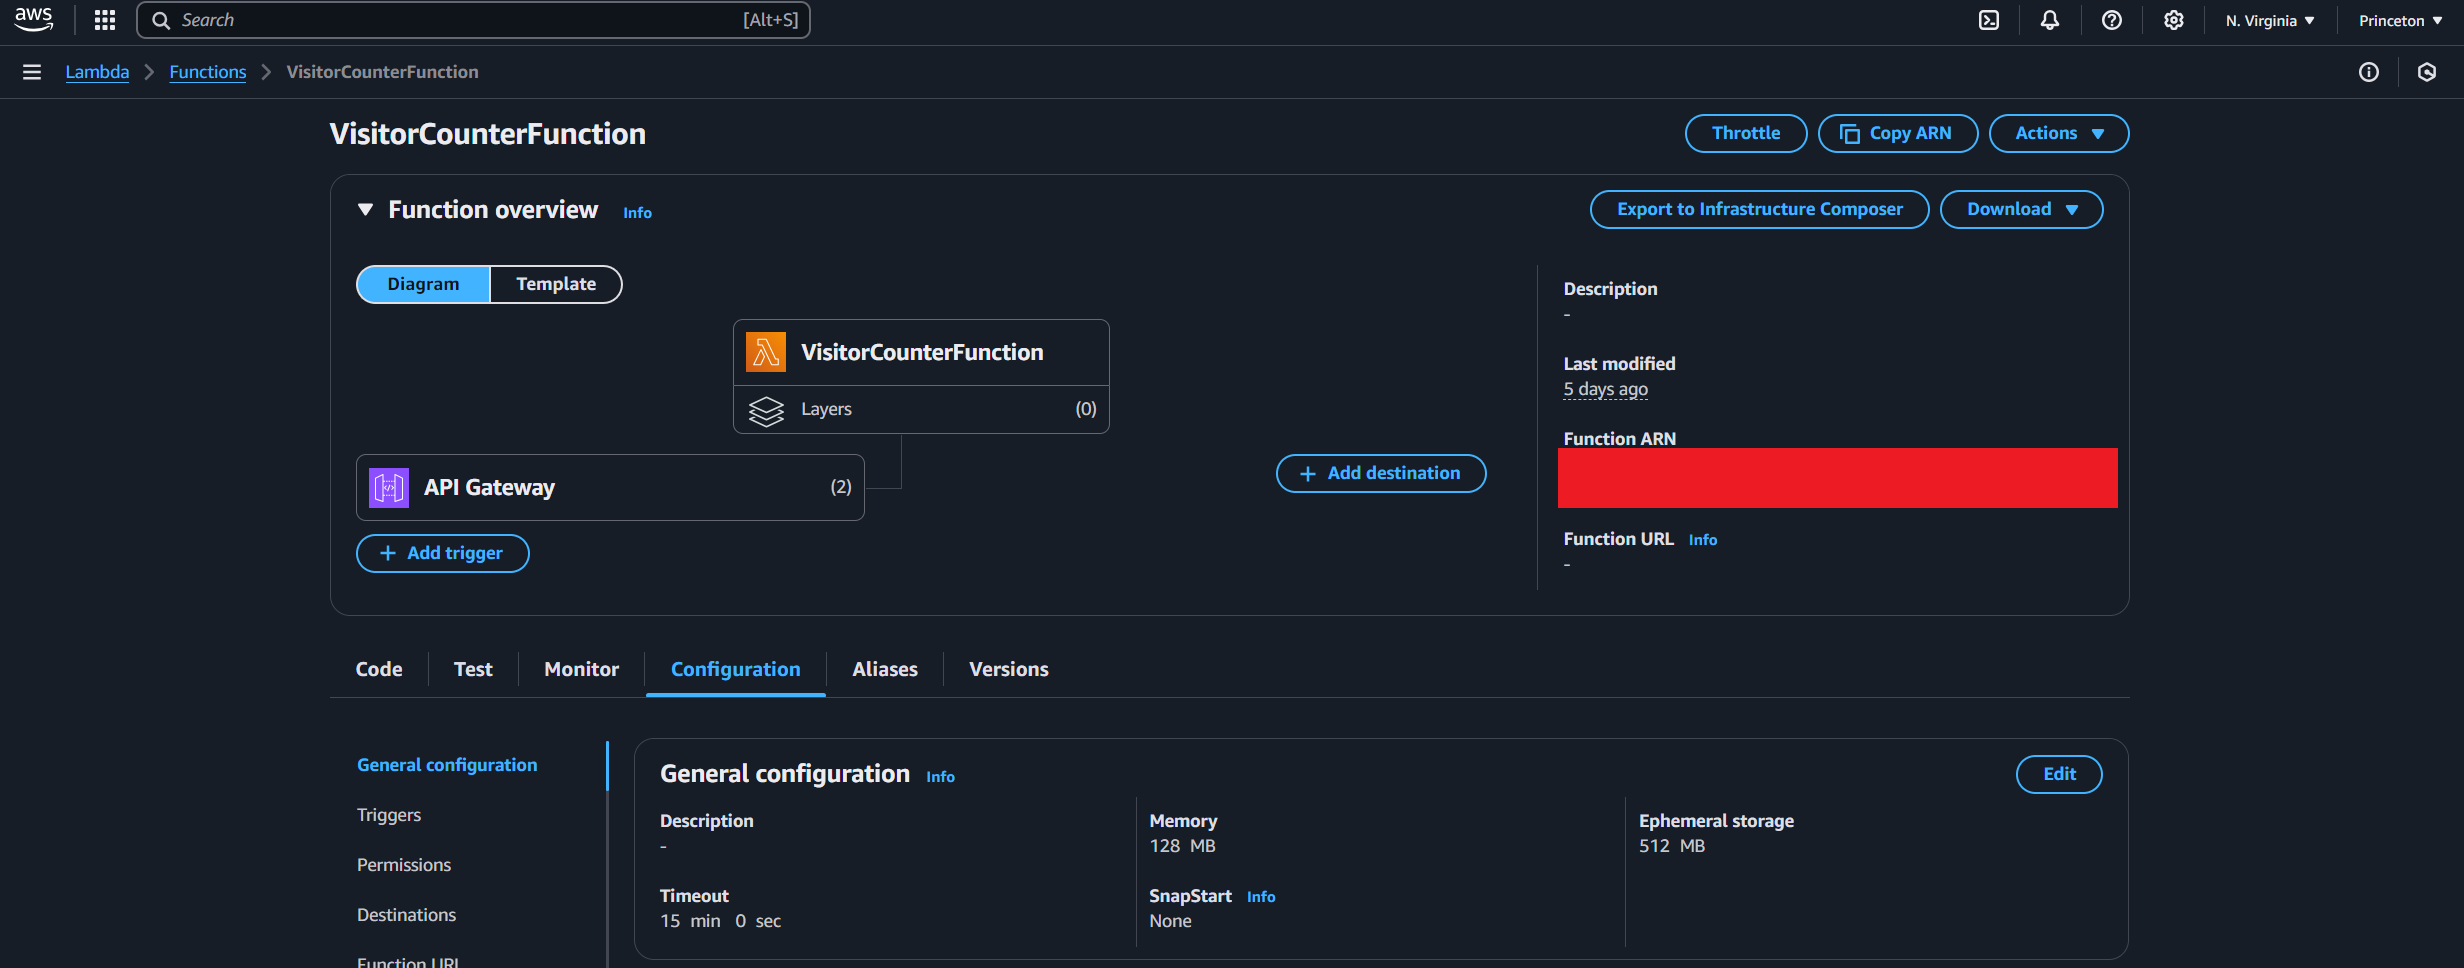 aws
Search [Alt+S]
N. Virginia
Princeton
Lambda
Functions
VisitorCounterFunction
VisitorCounterFunction
Throttle
Copy ARN
Actions
Function overview Info
Export to Infrastructure Composer
Download
Diagram
Template
VisitorCounterFunction
Layers (0)
API Gateway (2)
+ Add trigger
+ Add destination
Description
-
Last modified
5 days ago
Function ARN
Function URL Info
-
Code
Test
Monitor
Configuration
Aliases
Versions
General configuration
Triggers
Permissions
Destinations
Function URL
General configuration Info
Edit
Description
-
Timeout
15 min 0 sec
Memory
128 MB
SnapStart Info
None
Ephemeral storage
512 MB